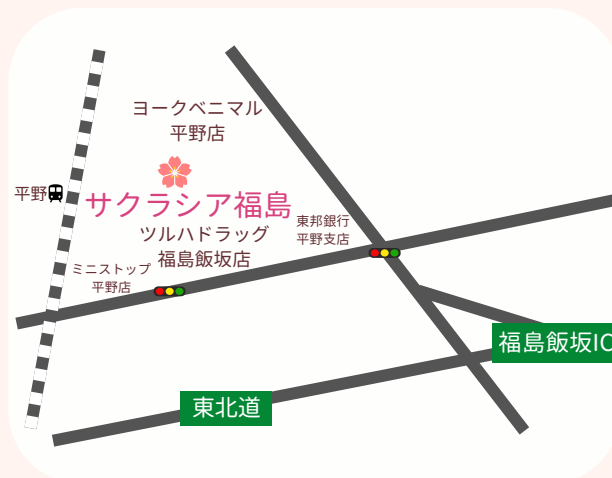 ヨークベニマル
平野店
平野
サクラシア福島
ツルハドラッグ
福島飯坂店
東邦銀行
平野支店
ミニストップ
平野店
福島飯坂IC
東北道